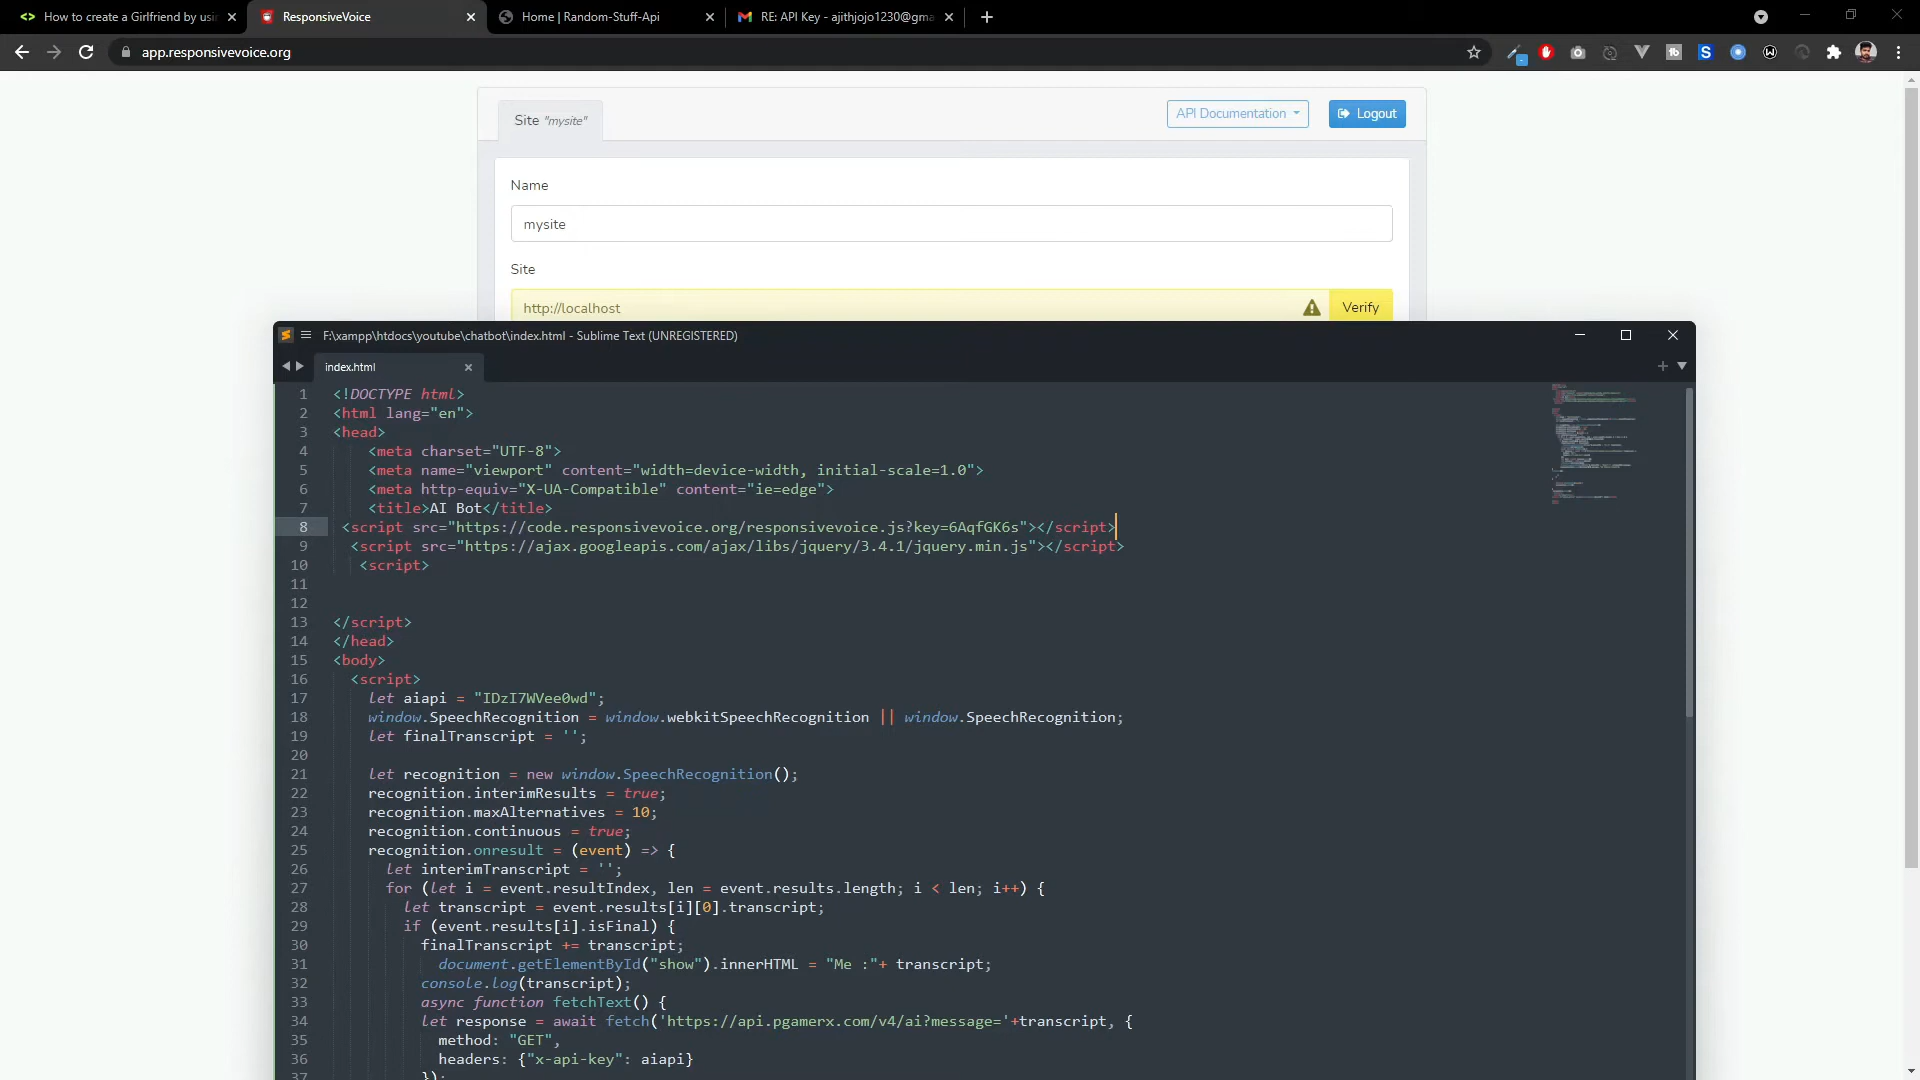 How to create a Girlfriend by usi
ResponsiveVoice
Home | Random-Stuff-Api
RE: API Key - ajithjojo1230@gma
app.responsivevoice.org
Site "mysite"
API Documentation
Logout
Name
mysite
Site
http://localhost
Verify
F:\xampp\htdocs\youtube\chatbot\index.html - Sublime Text (UNREGISTERED)
index.html
1 <!DOCTYPE html>
2 <html lang="en">
3 <head>
4 <meta charset="UTF-8">
5 <meta name="viewport" content="width=device-width, initial-scale=1.0">
6 <meta http-equiv="X-UA-Compatible" content="ie=edge">
7 <title>AI Bot</title>
8 <script src="https://code.responsivevoice.org/responsivevoice.js?key=6AqfGK6s"></script>
9 <script src="https://ajax.googleapis.com/ajax/libs/jquery/3.4.1/jquery.min.js"></script>
10 <script>
11
12
13 </script>
14 </head>
15 <body>
16 <script>
17 let aiapi = "IDzI7WVee0wd";
18 window.SpeechRecognition = window.webkitSpeechRecognition || window.SpeechRecognition;
19 let finalTranscript = '';
20
21 let recognition = new window.SpeechRecognition();
22 recognition.interimResults = true;
23 recognition.maxAlternatives = 10;
24 recognition.continuous = true;
25 recognition.onresult = (event) => {
26 let interimTranscript = '';
27 for (let i = event.resultIndex, len = event.results.length; i < len; i++) {
28 let transcript = event.results[i][0].transcript;
29 if (event.results[i].isFinal) {
30 finalTranscript += transcript;
31 document.getElementById("show").innerHTML = "Me :"+ transcript;
32 console.log(transcript);
33 async function fetchText() {
34 let response = await fetch('https://api.pgamerx.com/v4/ai?message='+transcript, {
35 method: "GET",
36 headers: {"x-api-key": aiapi}
37 });